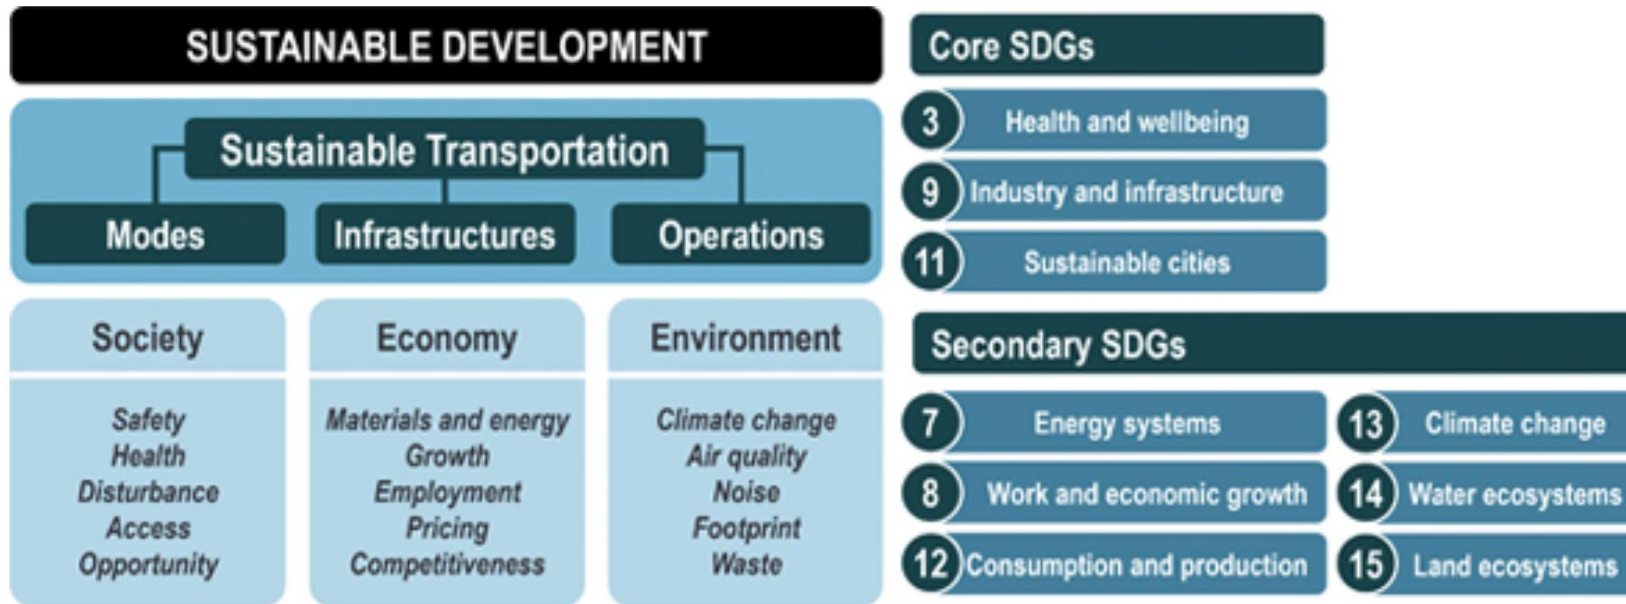 SUSTAINABLE DEVELOPMENT
Sustainable Transportation
Modes
Infrastructures
Operations
Society
Safety
Health
Disturbance
Access
Opportunity
Economy
Materials and energy
Growth
Employment
Pricing
Competitiveness
Environment
Climate change
Air quality
Noise
Footprint
Waste
Core SDGs
3 Health and wellbeing
9 Industry and infrastructure
11 Sustainable cities
Secondary SDGs
7 Energy systems
8 Work and economic growth
12 Consumption and production
13 Climate change
14 Water ecosystems
15 Land ecosystems